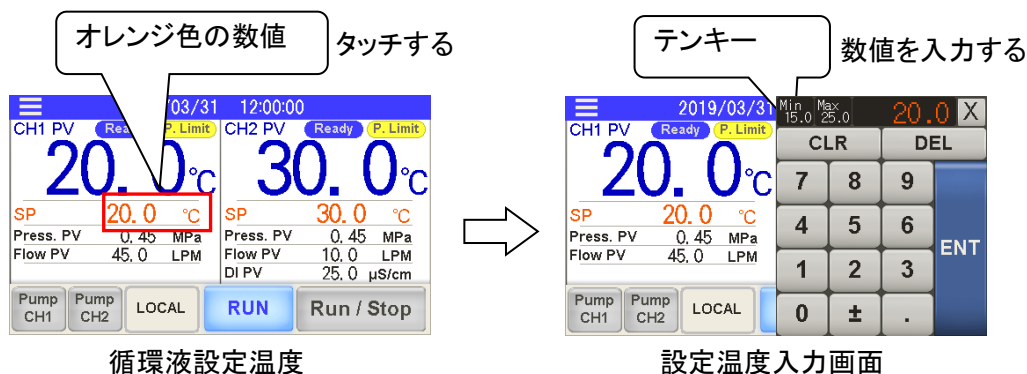 オレンジ色の数値
タッチする
/03/31 12:00:00
CH1 PV Ready P. Limit
20. 0℃
SP 20. 0 ℃
Press. PV 0. 45 MPa
Flow PV 45. 0 LPM
CH2 PV Ready P. Limit
30. 0℃
SP 30. 0 ℃
Press. PV 0. 45 MPa
Flow PV 10. 0 LPM
DI PV 25. 0 µS/cm
Pump CH1
Pump CH2
LOCAL
RUN
Run / Stop
循環液設定温度
テンキー
数値を入力する
2019/03/31
CH1 PV Ready P. Limit
20. 0℃
SP 20. 0 ℃
Press. PV 0. 45 MPa
Flow PV 45. 0 LPM
Pump CH1
Pump CH2
LOCAL
Min 15.0 Max 25.0 20.0 X
CLR DEL
7 8 9
4 5 6
ENT
1 2 3
0 ± .
設定温度入力画面